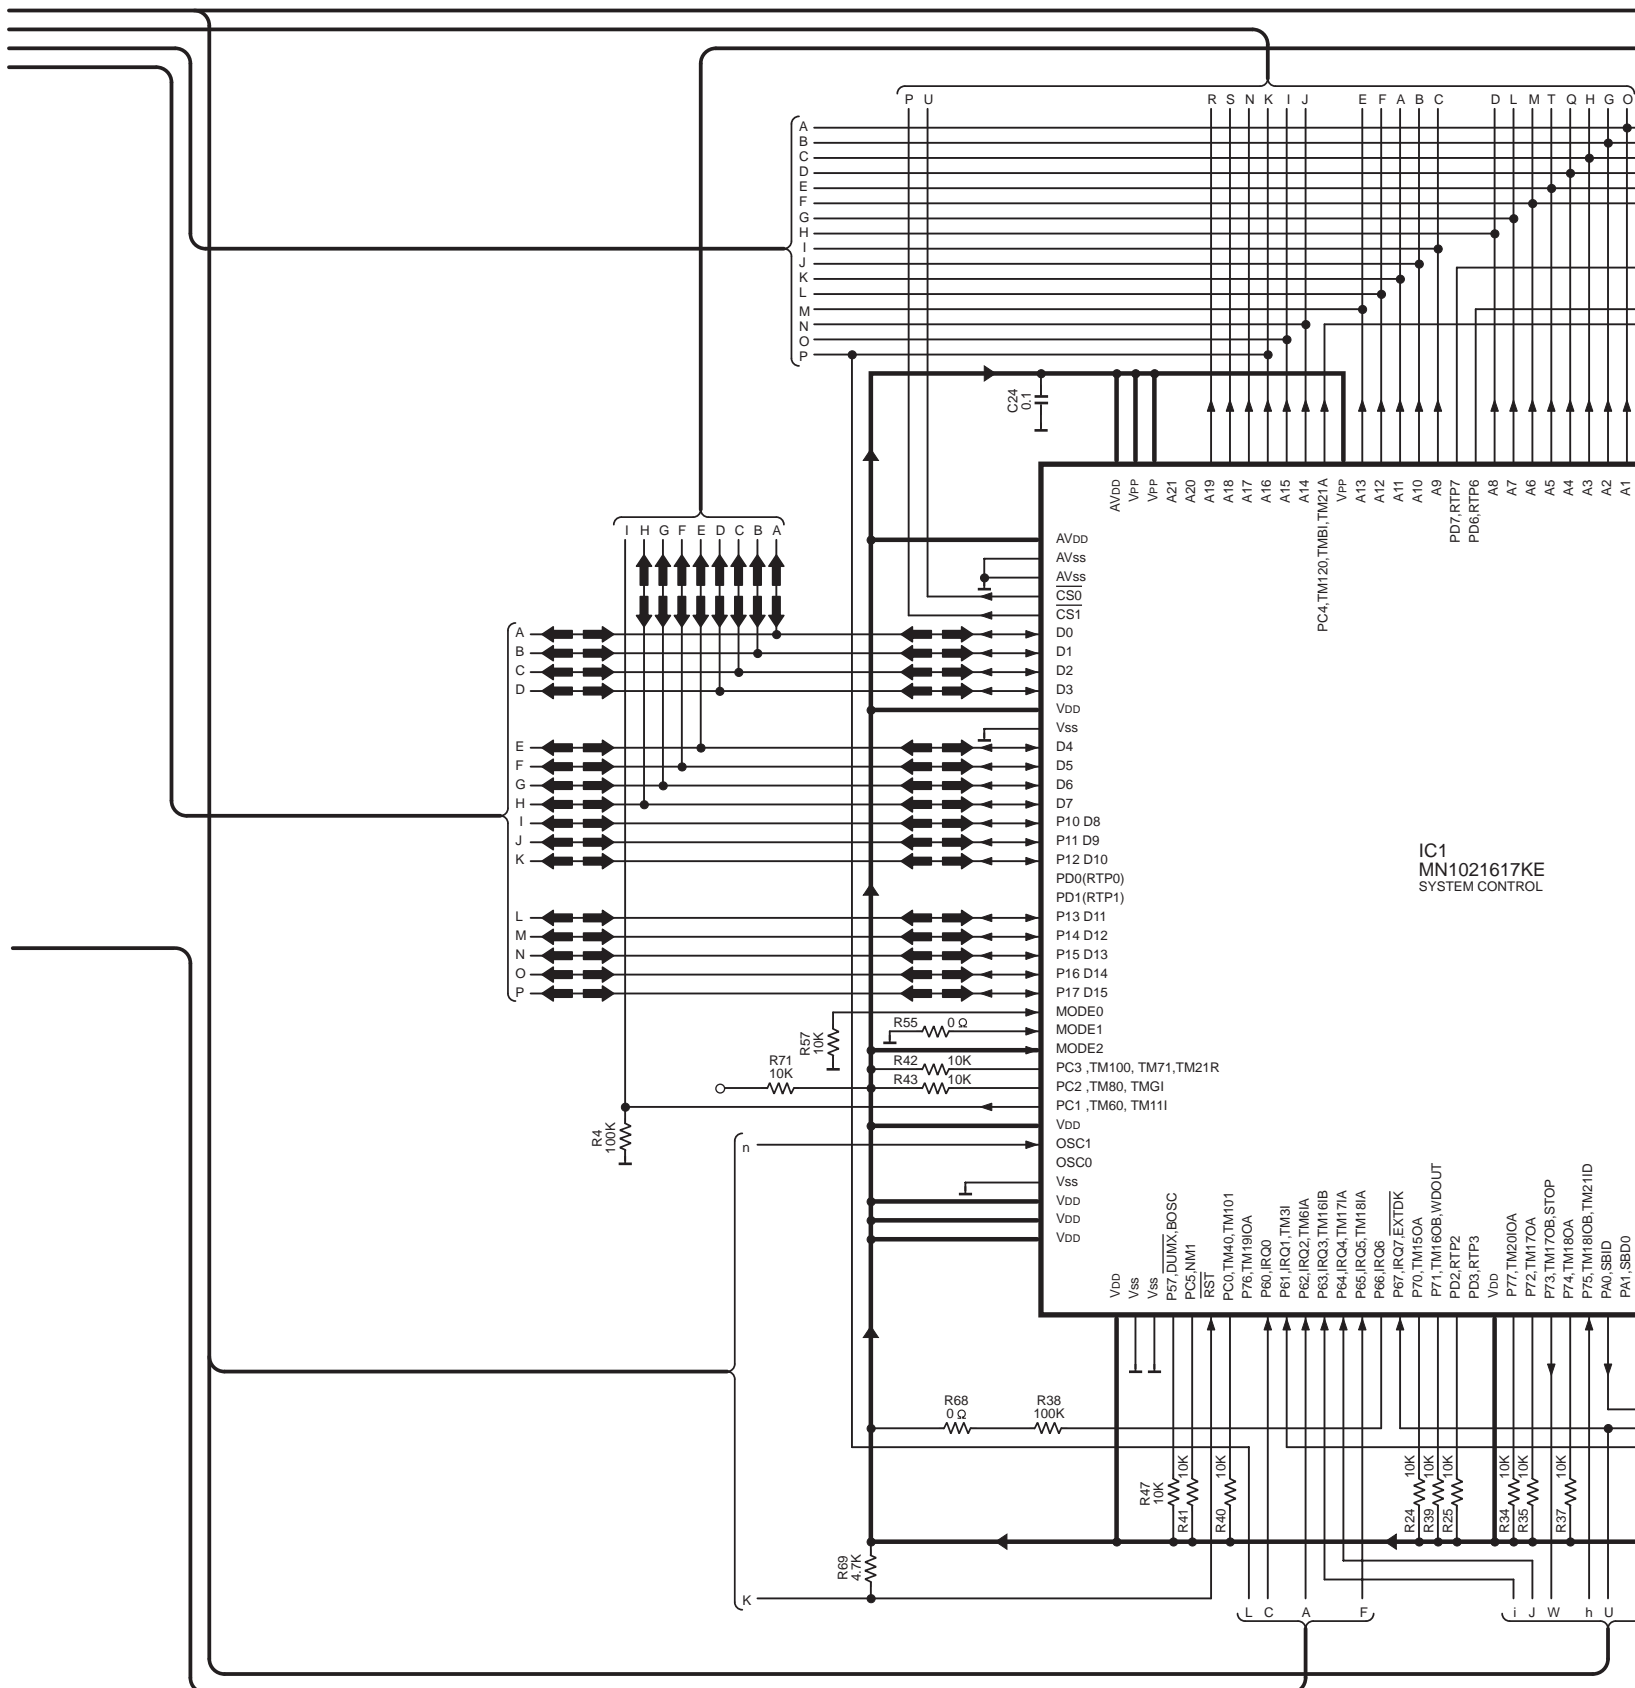 P U R S N K I J E F A B C D L M T Q H G O
A
B
C
D
E
F
G
H
I
J
K
L
M
N
O
P
C24
0.1
AVDD
VPP
VPP
A21
A20
A19
A18
A17
A16
A15
A14
PC4,TM120,TMBI,TM21A
VPP
A13
A12
A11
A10
A9
PD7,RTP7
PD6,RTP6
A8
A7
A6
A5
A4
A3
A2
A1
I H G F E D C B A
A
B
C
D
E
F
G
H
I
J
K
L
M
N
O
P
AVDD
AVss
AVss
CS0
CS1
D0
D1
D2
D3
VDD
Vss
D4
D5
D6
D7
P10 D8
P11 D9
P12 D10
PD0(RTP0)
PD1(RTP1)
P13 D11
P14 D12
P15 D13
P16 D14
P17 D15
MODE0
MODE1
MODE2
PC3 ,TM100, TM71,TM21R
PC2 ,TM80, TMGI
PC1 ,TM60, TM11I
VDD
OSC1
OSC0
Vss
VDD
VDD
VDD
IC1
MN1021617KE
SYSTEM CONTROL
R57
10K
R55 0 Ω
R71
10K
R42 10K
R43 10K
R4
100K
n
VDD
Vss
Vss
P57,DUMX,BOSC
PC5,NM1
RST
PC0,TM40,TM101
P76,TM19IOA
P60,IRQ0
P61,IRQ1,TM3I
P62,IRQ2,TM6IA
P63,IRQ3,TM16IB
P64,IRQ4,TM17IA
P65,IRQ5,TM18IA
P66,IRQ6
P67,IRQ7,EXTDK
P70,TM15OA
P71,TM16OB,WDOUT
PD2,RTP2
PD3,RTP3
VDD
P77,TM20IOA
P72,TM17OA
P73,TM17OB,STOP
P74,TM18OA
P75,TM18IOB,TM21ID
PA0,SBID
PA1,SBD0
R68
0 Ω
R38
100K
R47
10K
R41 10K
R40 10K
R24 10K
R39 10K
R25 10K
R34 10K
R35 10K
R37 10K
R69
4.7K
K
L C A F
i J W h U